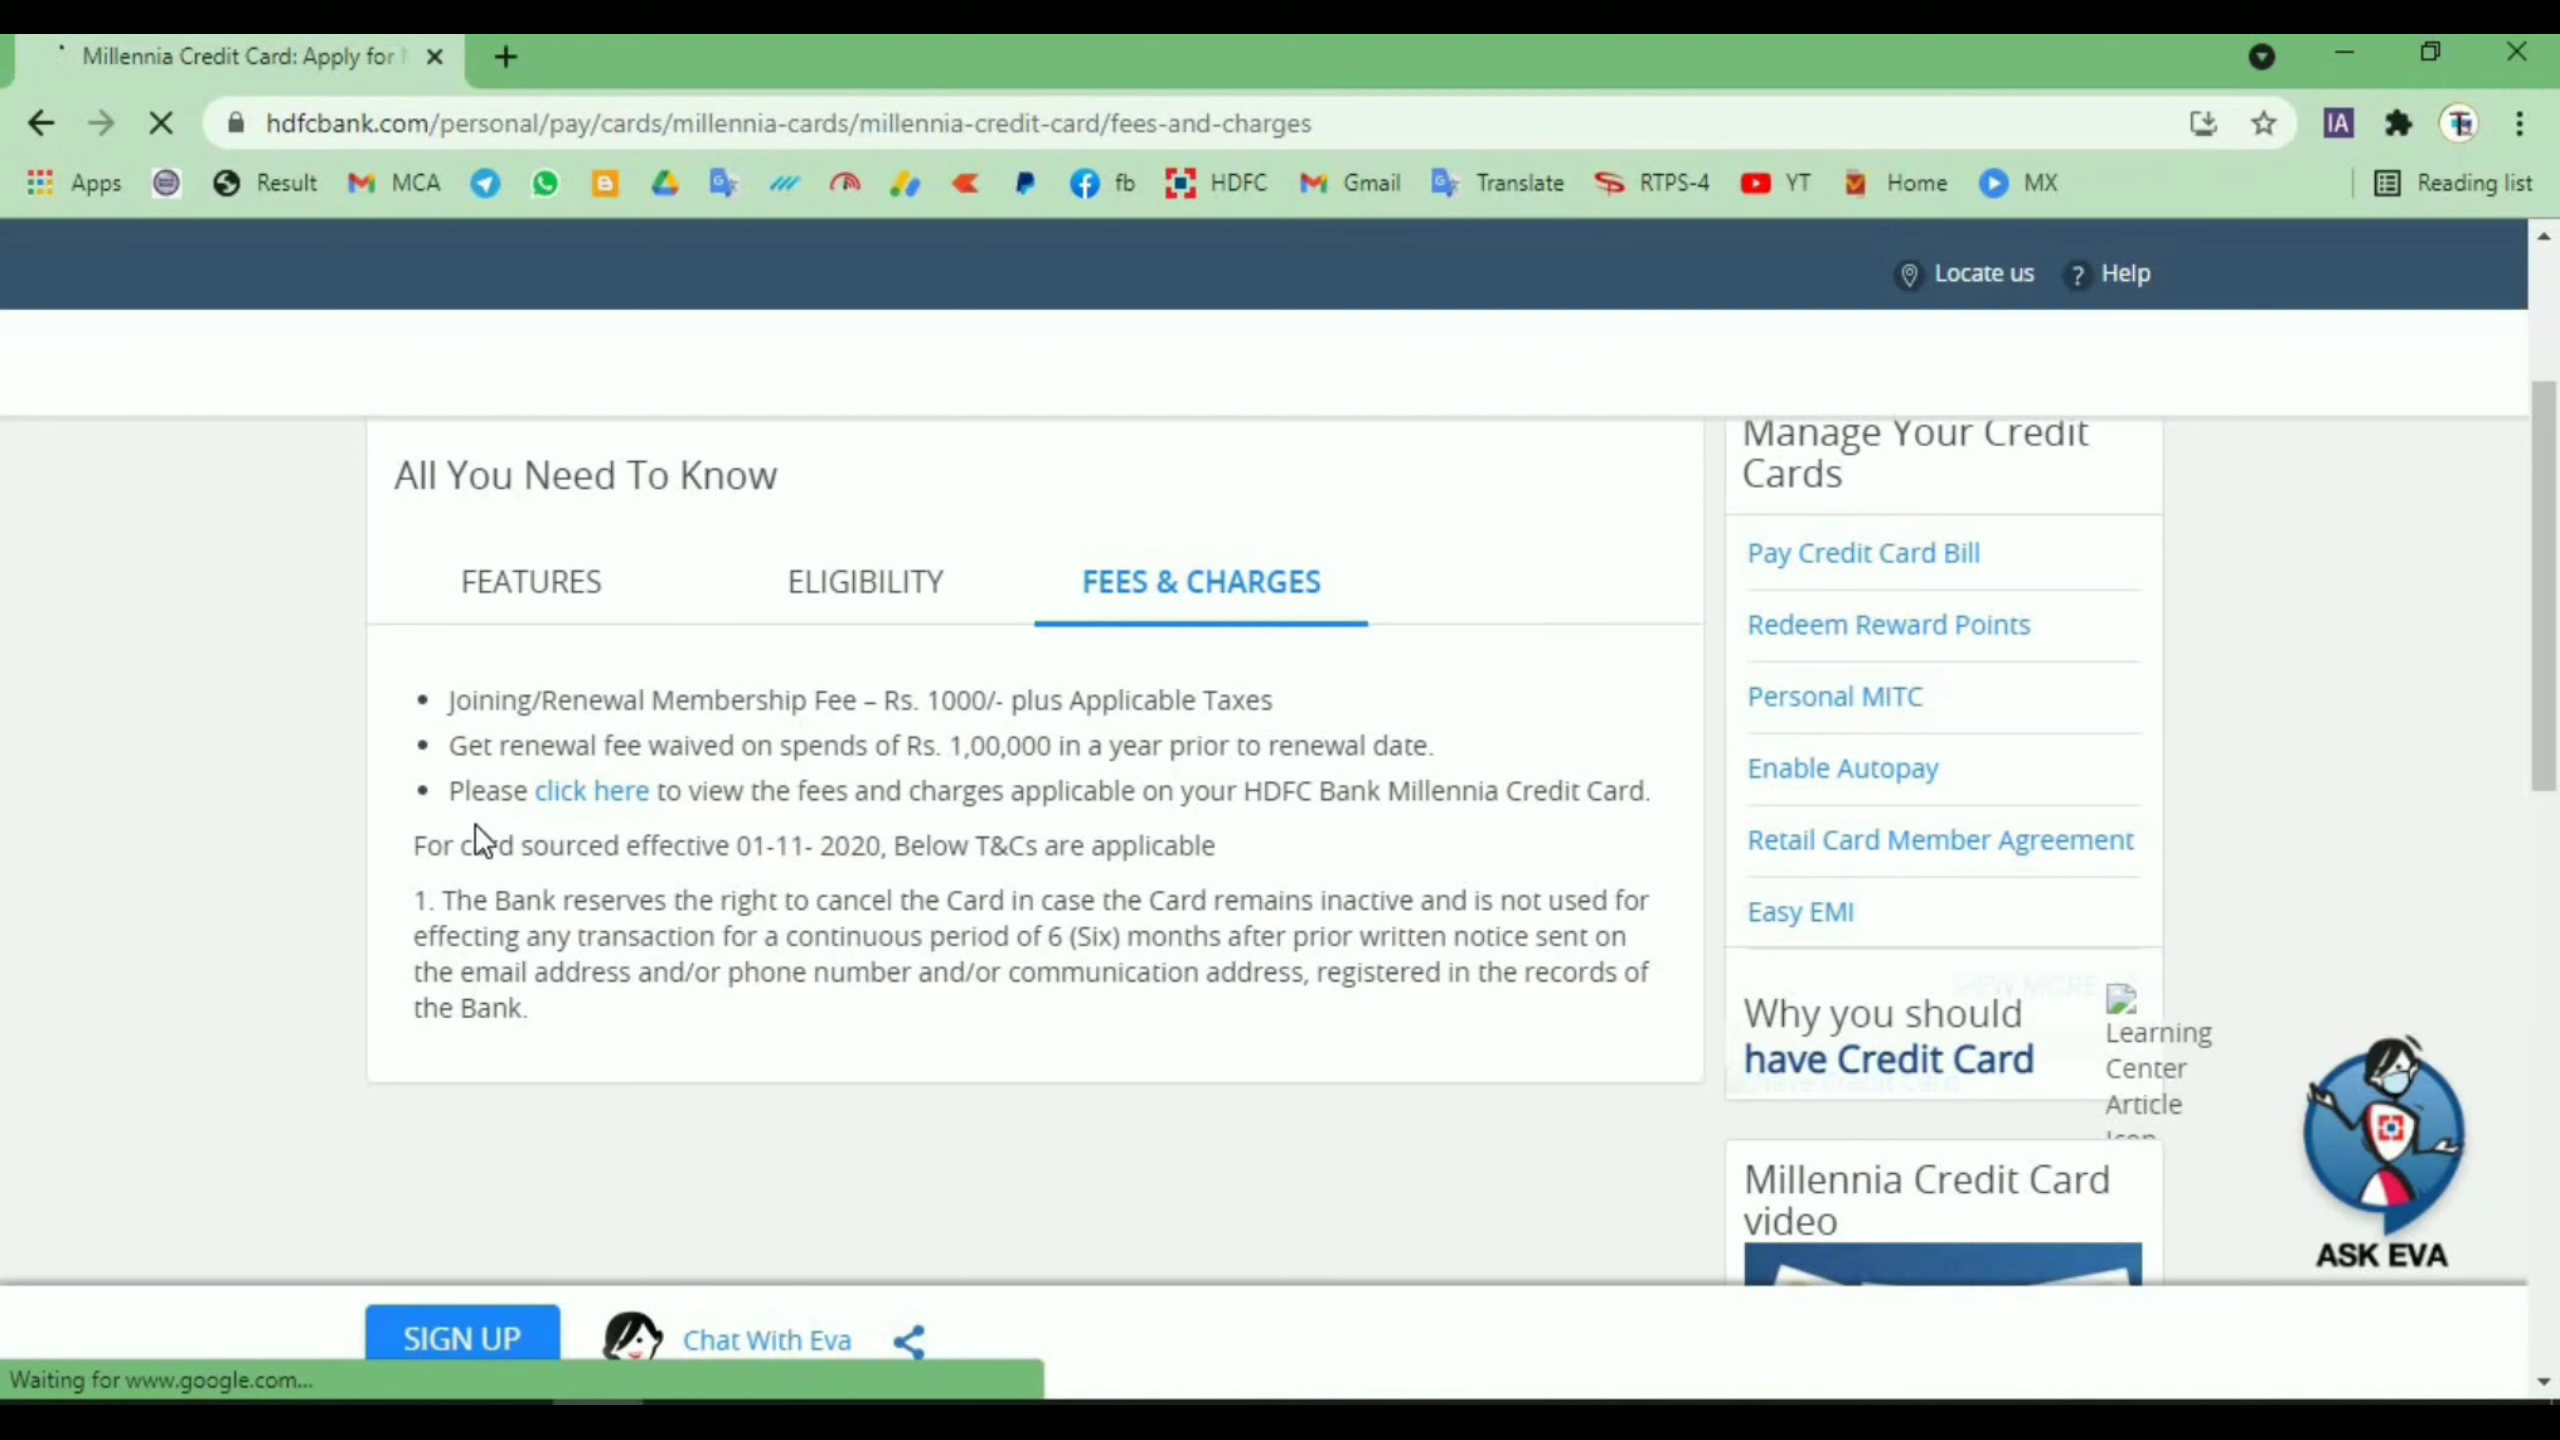 Millennia Credit Card: Apply for
hdfcbank.com/personal/pay/cards/millennia-cards/millennia-credit-card/fees-and-charges
IA
Apps Result MCA fb HDFC Gmail Translate RTPS-4 YT Home MX Reading list
Locate us ? Help
All You Need To Know
FEATURES ELIGIBILITY FEES & CHARGES
• Joining/Renewal Membership Fee – Rs. 1000/- plus Applicable Taxes
• Get renewal fee waived on spends of Rs. 1,00,000 in a year prior to renewal date.
• Please click here to view the fees and charges applicable on your HDFC Bank Millennia Credit Card.
For card sourced effective 01-11- 2020, Below T&Cs are applicable
1. The Bank reserves the right to cancel the Card in case the Card remains inactive and is not used for
effecting any transaction for a continuous period of 6 (Six) months after prior written notice sent on
the email address and/or phone number and/or communication address, registered in the records of
the Bank.
Manage Your Credit
Cards
Pay Credit Card Bill
Redeem Reward Points
Personal MITC
Enable Autopay
Retail Card Member Agreement
Easy EMI
VIEW MORE
Why you should
have Credit Card
Learning
Center
Article
Icon
Millennia Credit Card
video
ASK EVA
SIGN UP Chat With Eva
Waiting for www.google.com...